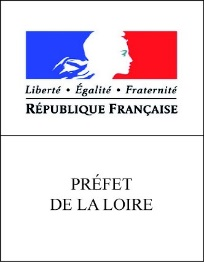 Liberté • Égalité • Fraternité
RÉPUBLIQUE FRANÇAISE
PRÉFET
DE LA LOIRE